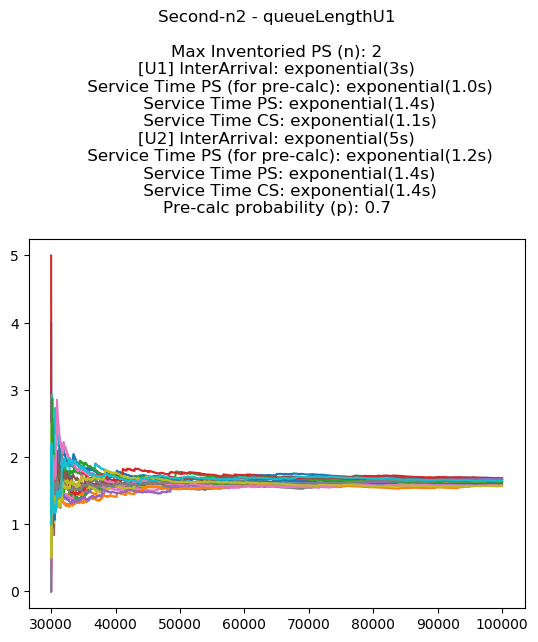 Second-n2 - queueLengthU1
Max Inventoried PS (n): 2
[U1] InterArrival: exponential(3s)
Service Time PS (for pre-calc): exponential(1.0s)
Service Time PS: exponential(1.4s)
Service Time CS: exponential(1.1s)
[U2] InterArrival: exponential(5s)
Service Time PS (for pre-calc): exponential(1.2s)
Service Time PS: exponential(1.4s)
Service Time CS: exponential(1.4s)
Pre-calc probability (p): 0.7
5
4
3
2
1
0
30000 40000 50000 60000 70000 80000 90000 100000